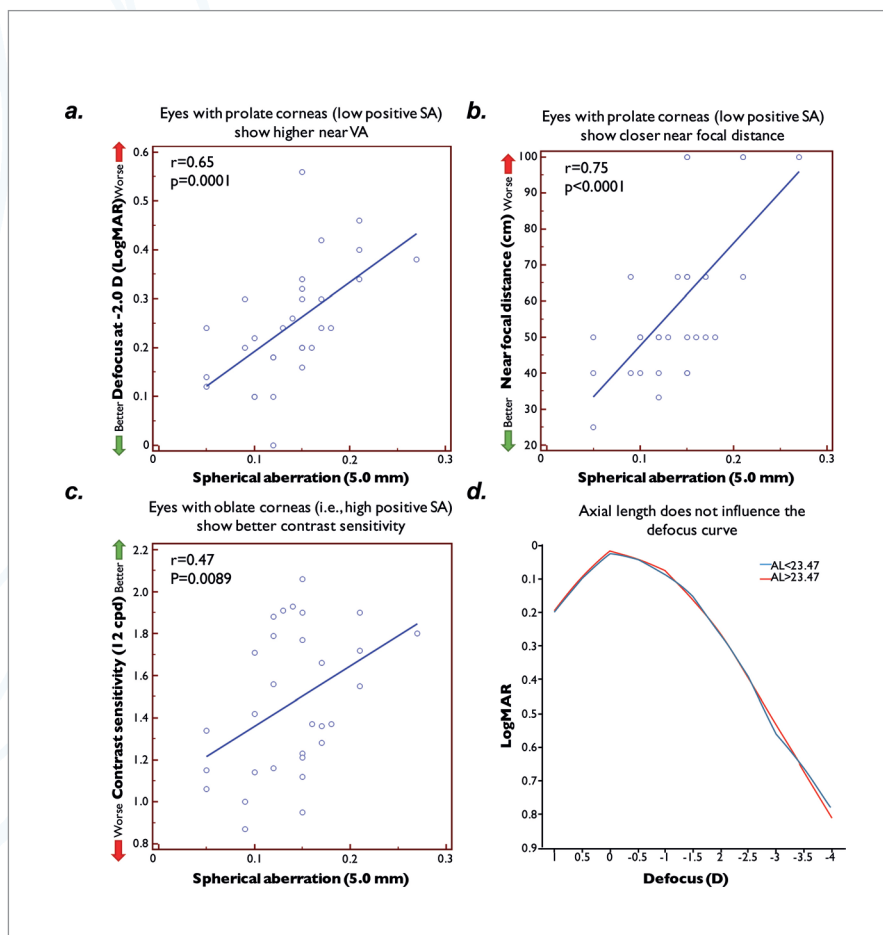 a.
Eyes with prolate corneas (low positive SA)
show higher near VA
Better Defocus at -2.0 D (LogMAR) Worse
r=0.65
p=0.0001
0.6
0.5
0.4
0.3
0.2
0.1
0
0 0.1 0.2 0.3
Spherical aberration (5.0 mm)
b.
Eyes with prolate corneas (low positive SA)
show closer near focal distance
Better Near focal distance (cm) Worse
r=0.75
p<0.0001
100
90
80
70
60
50
40
30
20
0 0.1 0.2 0.3
Spherical aberration (5.0 mm)
c.
Eyes with oblate corneas (i.e., high positive SA)
show better contrast sensitivity
Worse Contrast sensitivity (12 cpd) Better
r=0.47
P=0.0089
2.2
2.0
1.8
1.6
1.4
1.2
1.0
0.8
0 0.1 0.2 0.3
Spherical aberration (5.0 mm)
d.
Axial length does not influence the
defocus curve
AL<23.47
AL>23.47
LogMAR
0
0.1
0.2
0.3
0.4
0.5
0.6
0.7
0.8
0.9
1 0.5 0 -0.5 -1 -1.5 -2 -2.5 -3 -3.5 -4
Defocus (D)